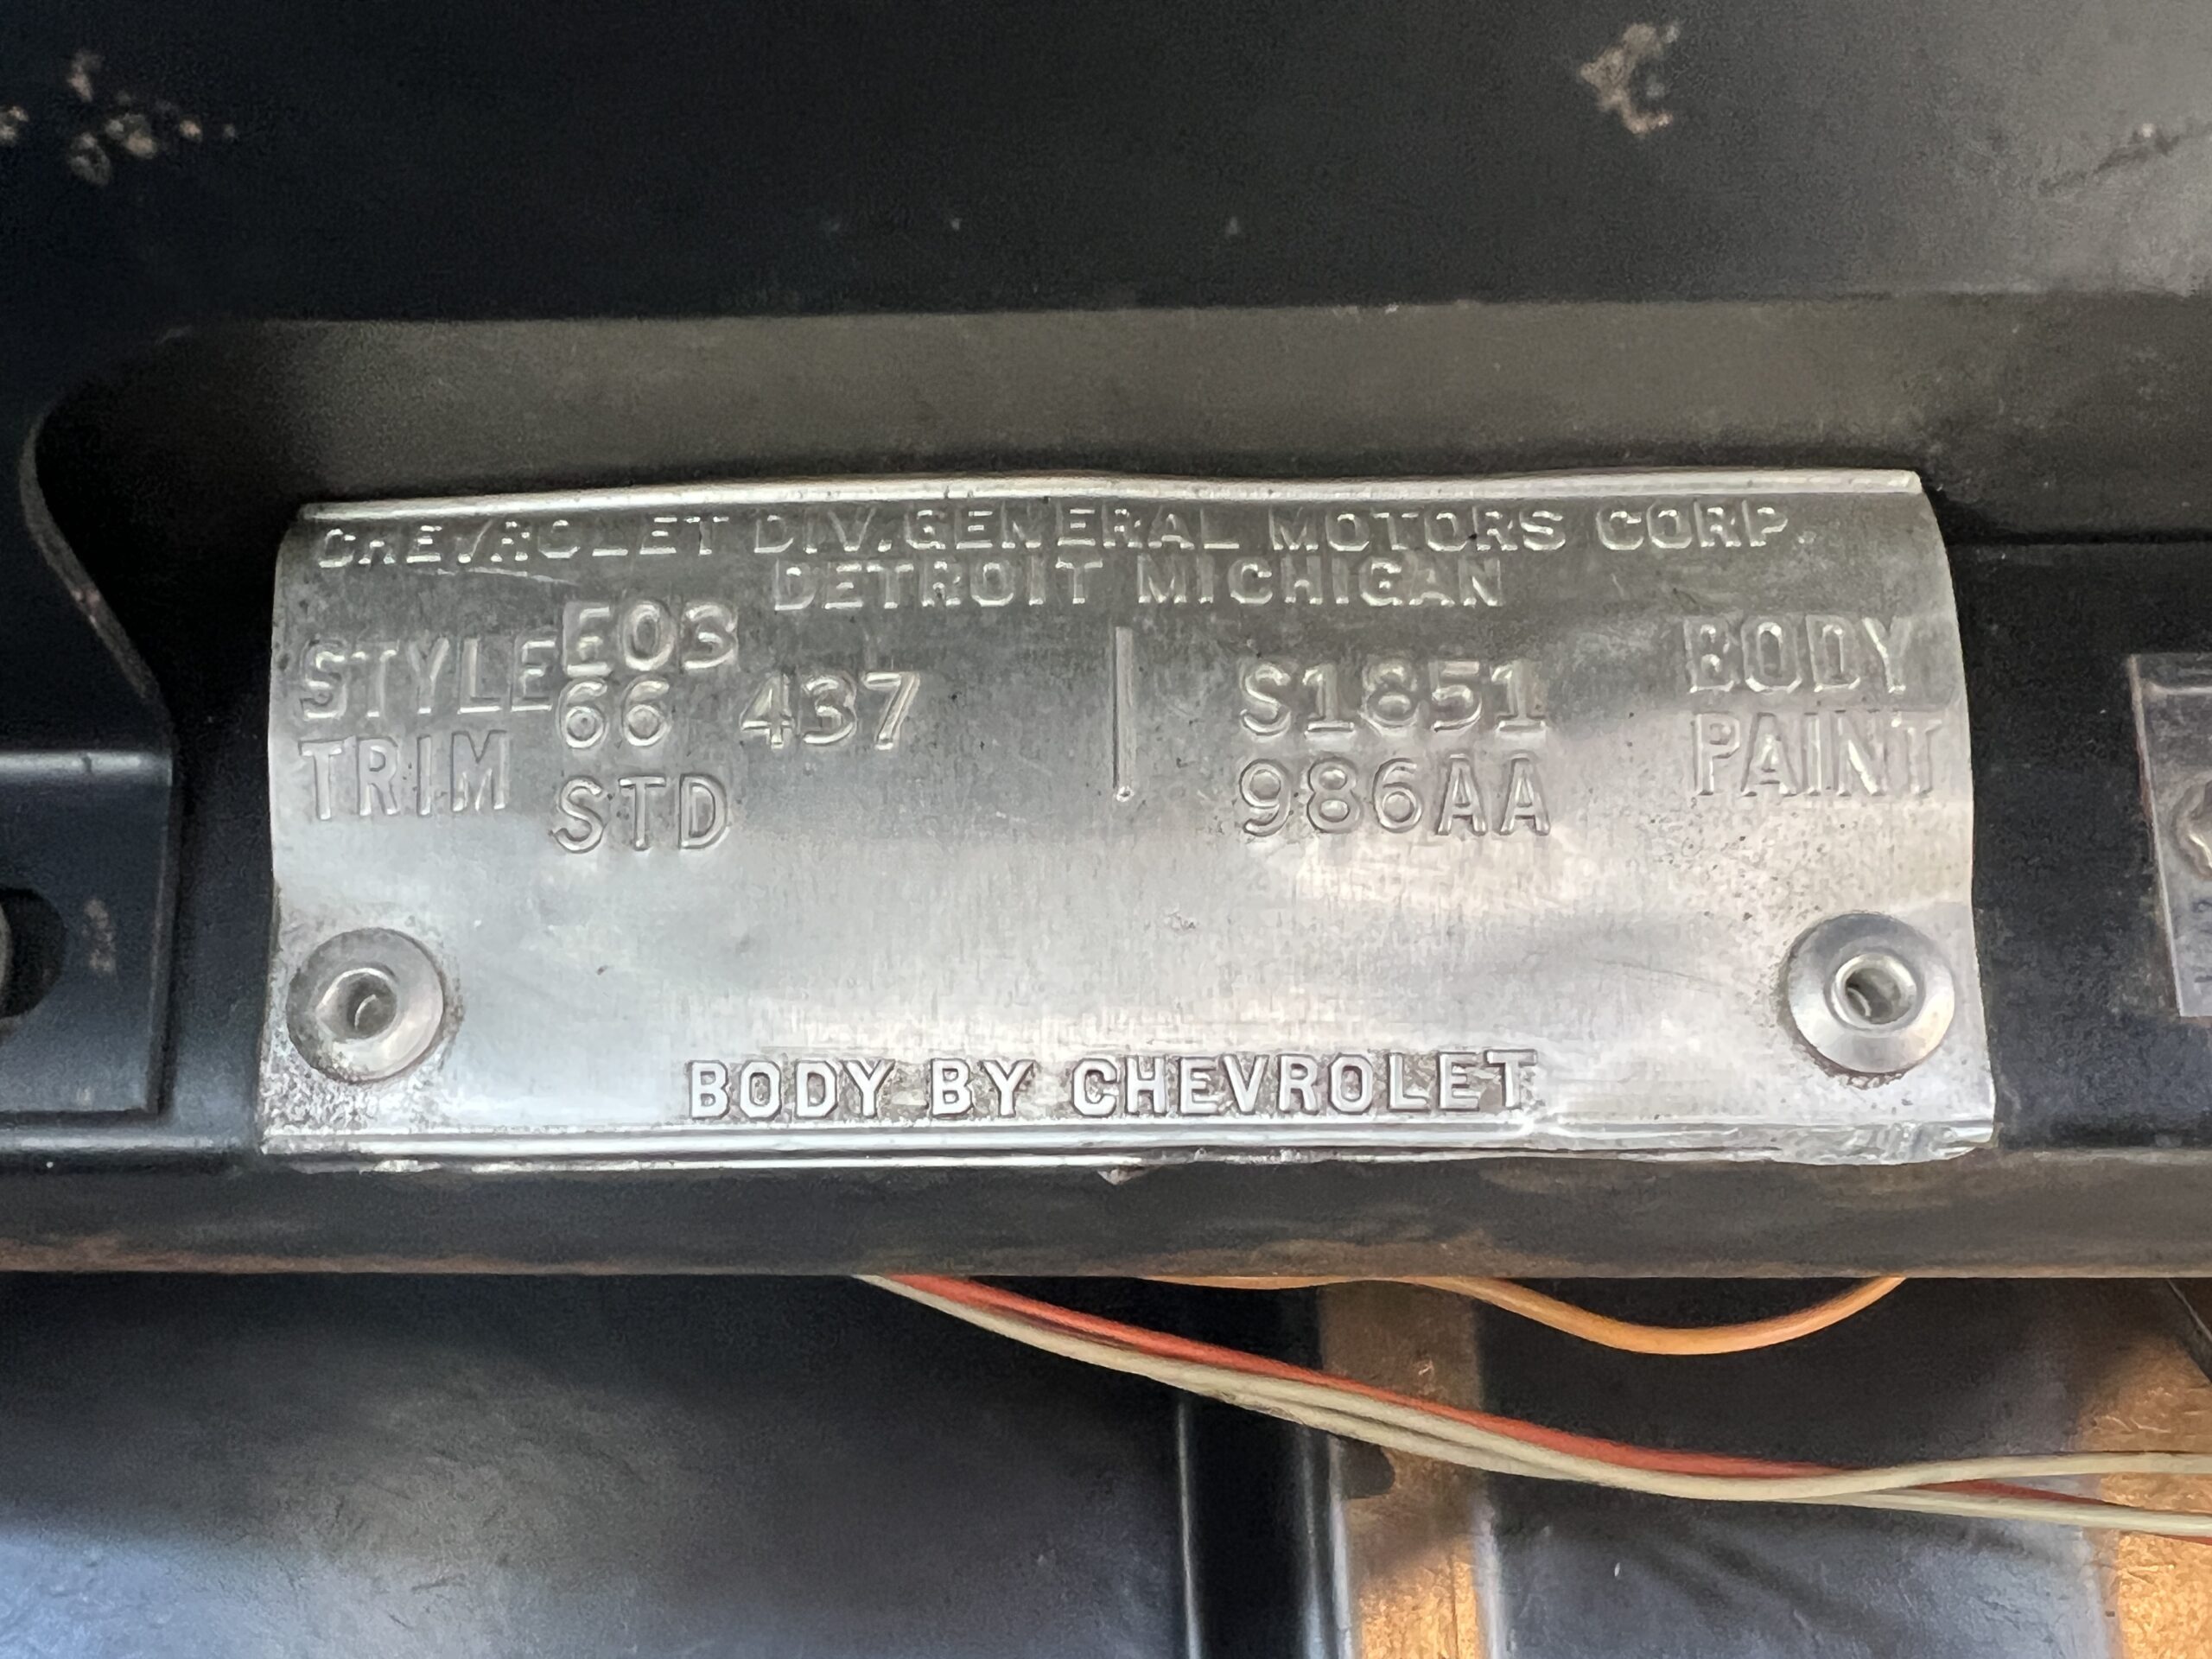 CHEVROLET DIV. GENERAL MOTORS CORP.
DETROIT MICHIGAN
E03
STYLE 66 437 | S1851 BODY
TRIM STD 986AA PAINT
BODY BY CHEVROLET